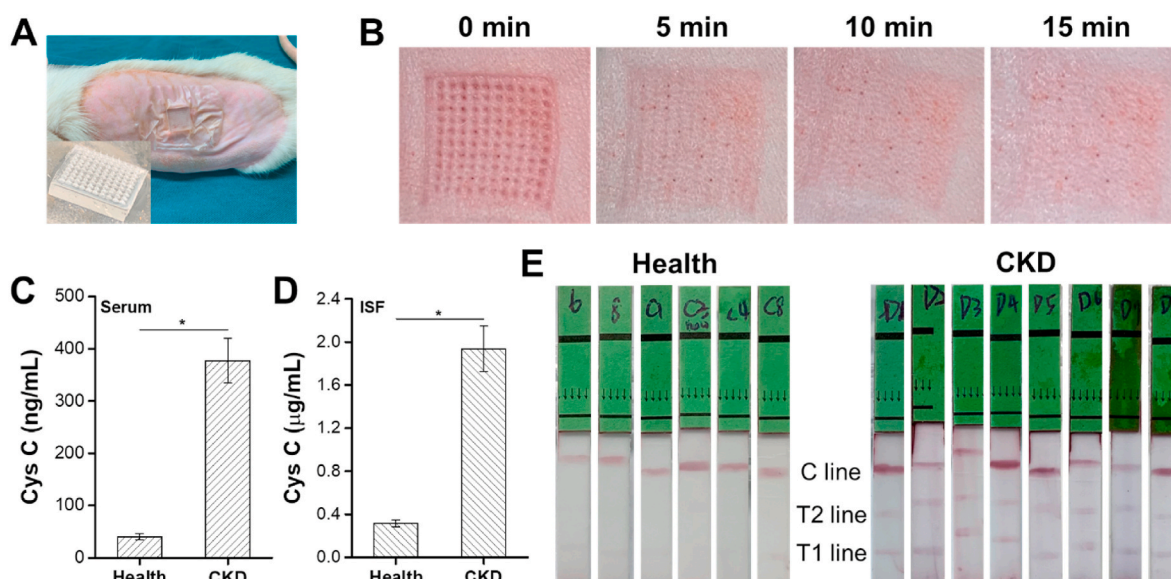 A
B
0 min
5 min
10 min
15 min
C
500
400
300
200
100
0
Cys C (ng/mL)
Serum
*
Health
CKD
D
2.4
2.0
1.6
1.2
0.8
0.4
0.0
Cys C (μg/mL)
ISF
*
Health
CKD
E
Health
6
8
C3
C4
C8
CKD
D3
D4
D5
D6
C line
T2 line
T1 line